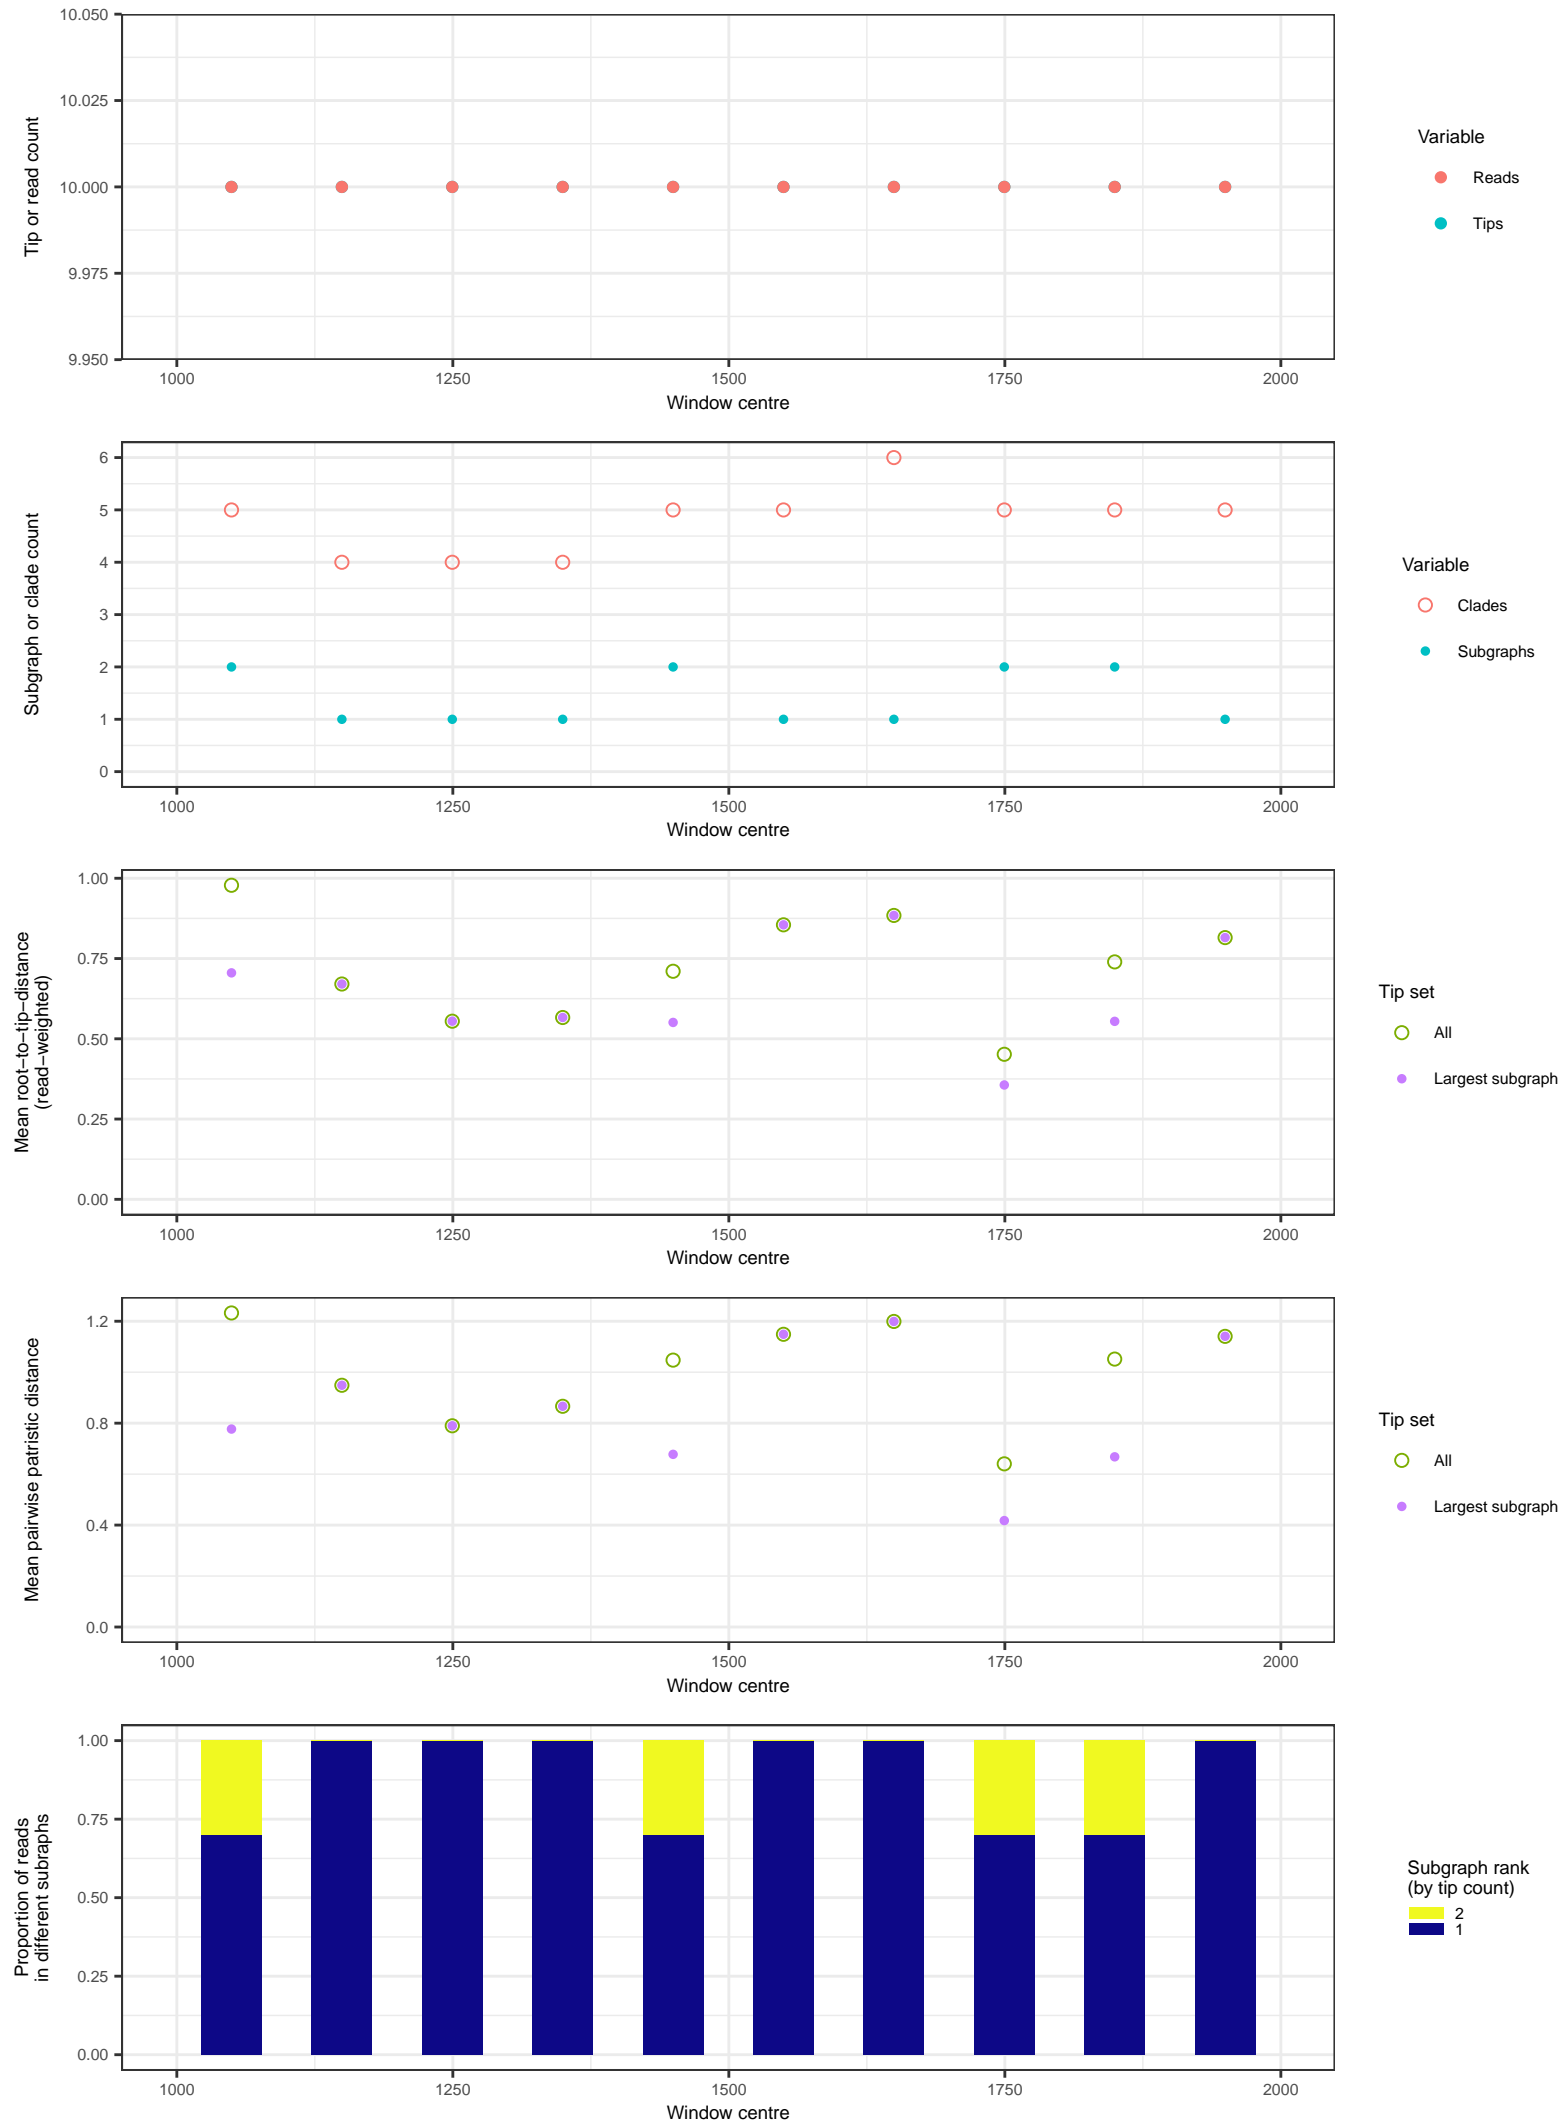 10.050
10.025
10.000
9.975
9.950
Tip or read count
1000 1250 1500 1750 2000
Window centre
Variable
Reads
Tips
6
5
4
3
2
1
0
Subgraph or clade count
1000 1250 1500 1750 2000
Window centre
Variable
Clades
Subgraphs
1.00
0.75
0.50
0.25
0.00
Mean root−to−tip−distance
(read−weighted)
1000 1250 1500 1750 2000
Window centre
Tip set
All
Largest subgraph
1.2
0.8
0.4
0.0
Mean pairwise patristic distance
1000 1250 1500 1750 2000
Window centre
Tip set
All
Largest subgraph
1.00
0.75
0.50
0.25
0.00
Proportion of reads
in different subraphs
1000 1250 1500 1750 2000
Window centre
Subgraph rank
(by tip count)
2
1